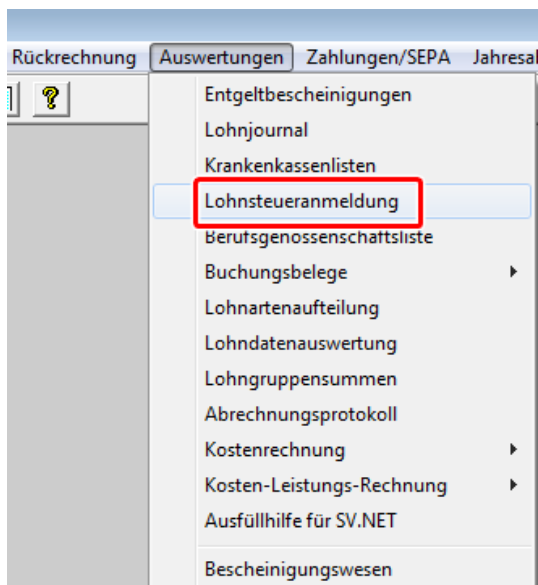 Rückrechnung Auswertungen Zahlungen/SEPA
?
Entgeltbescheinigungen
Lohnjournal
Krankenkassenlisten
Lohnsteueranmeldung
Berufsgenossenschaftsliste
Buchungsbelege
Lohnartenaufteilung
Lohndatenauswertung
Lohngruppensummen
Abrechnungsprotokoll
Kostenrechnung
Kosten-Leistungs-Rechnung
Ausfüllhilfe für SV.NET
Bescheinigungswesen